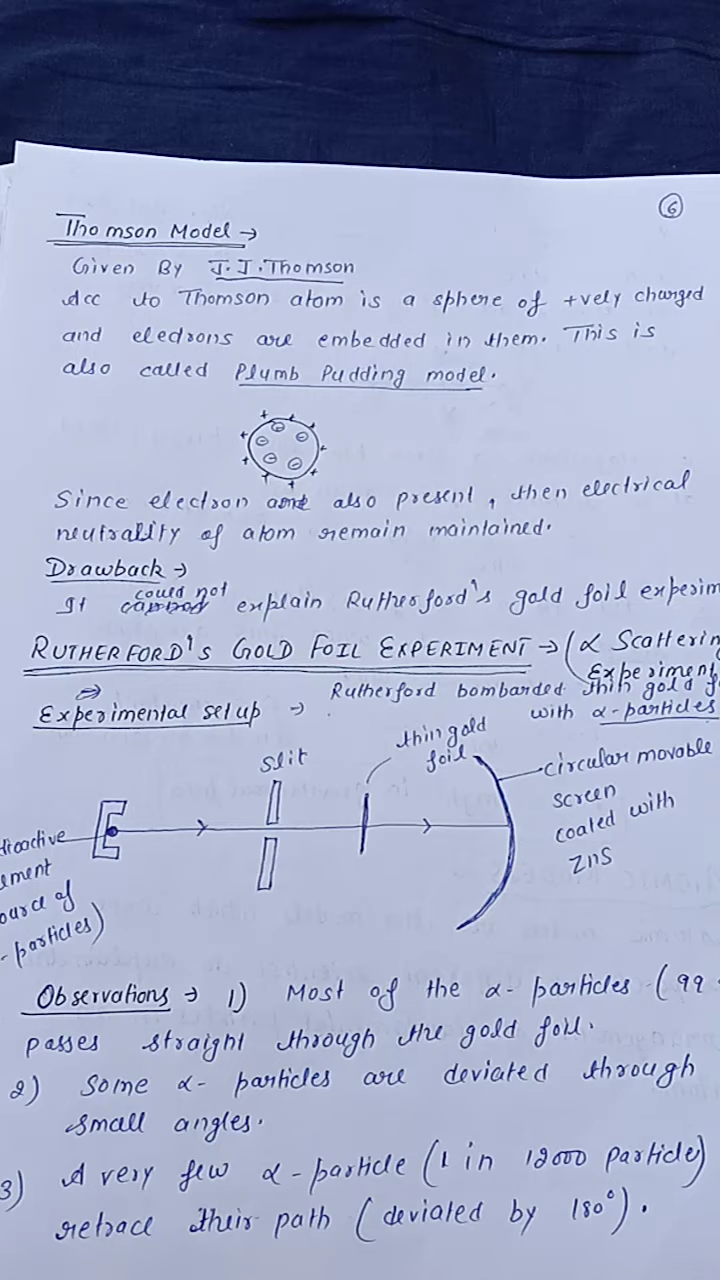 6
Thomson Model →
Given By J.J. Thomson
Acc to Thomson atom is a sphere of +vely charged
and eledrons are embedded in them. This is
also called Plumb Pudding model.
Since electron are also present, then electrical
neutrality of atom remain maintained.
Drawback →
It could not explain Rutherford's gold foil experim
RUTHERFORD'S GOLD FOIL EXPERIMENT → (α Scatterin
Experiment
⇒ Rutherford bombarded thin gold f
Experimental setup → with α-particles
slit
thin gold
foil
circular movable
screen
coated with
ZnS
dioactive
ement
ource of
-particles)
Observations → 1) Most of the α- particles (99
passes straight through the gold foil.
2) Some α- particles are deviated through
small angles.
3) A very few α-particle (1 in 12000 particle)
retrace their path (deviated by 180°).